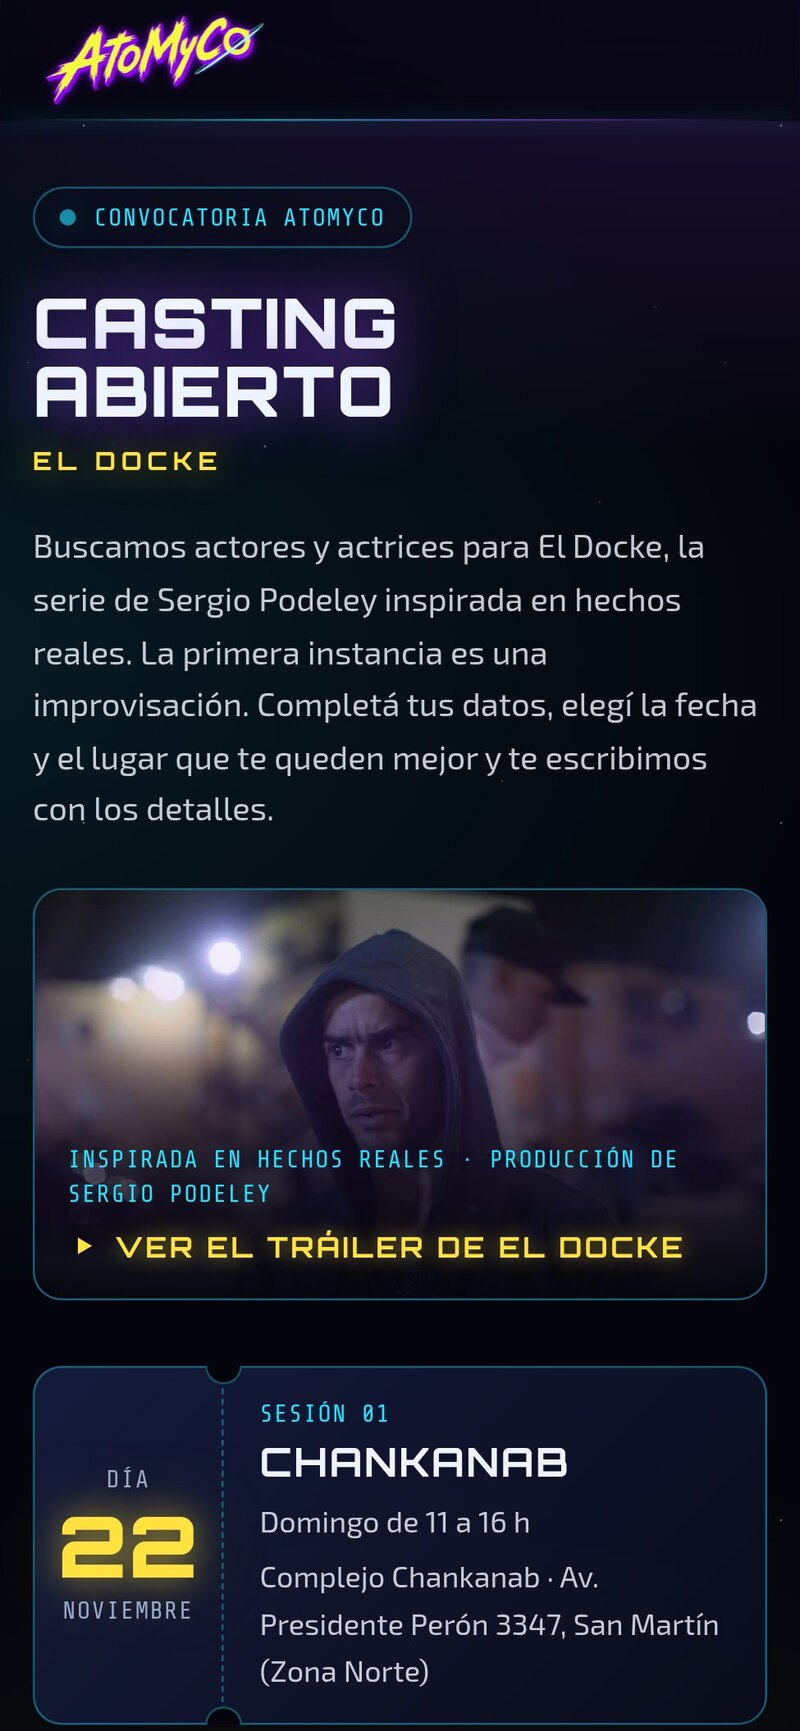 AToMyCo
CONVOCATORIA ATOMYCO
CASTING
ABIERTO
EL DOCKE
Buscamos actores y actrices para El Docke, la
serie de Sergio Podeley inspirada en hechos
reales. La primera instancia es una
improvisación. Completá tus datos, elegí la fecha
y el lugar que te queden mejor y te escribimos
con los detalles.
INSPIRADA EN HECHOS REALES · PRODUCCIÓN DE
SERGIO PODELEY
VER EL TRÁILER DE EL DOCKE
DÍA
22
NOVIEMBRE
SESIÓN 01
CHANKANAB
Domingo de 11 a 16 h
Complejo Chankanab · Av.
Presidente Perón 3347, San Martín
(Zona Norte)